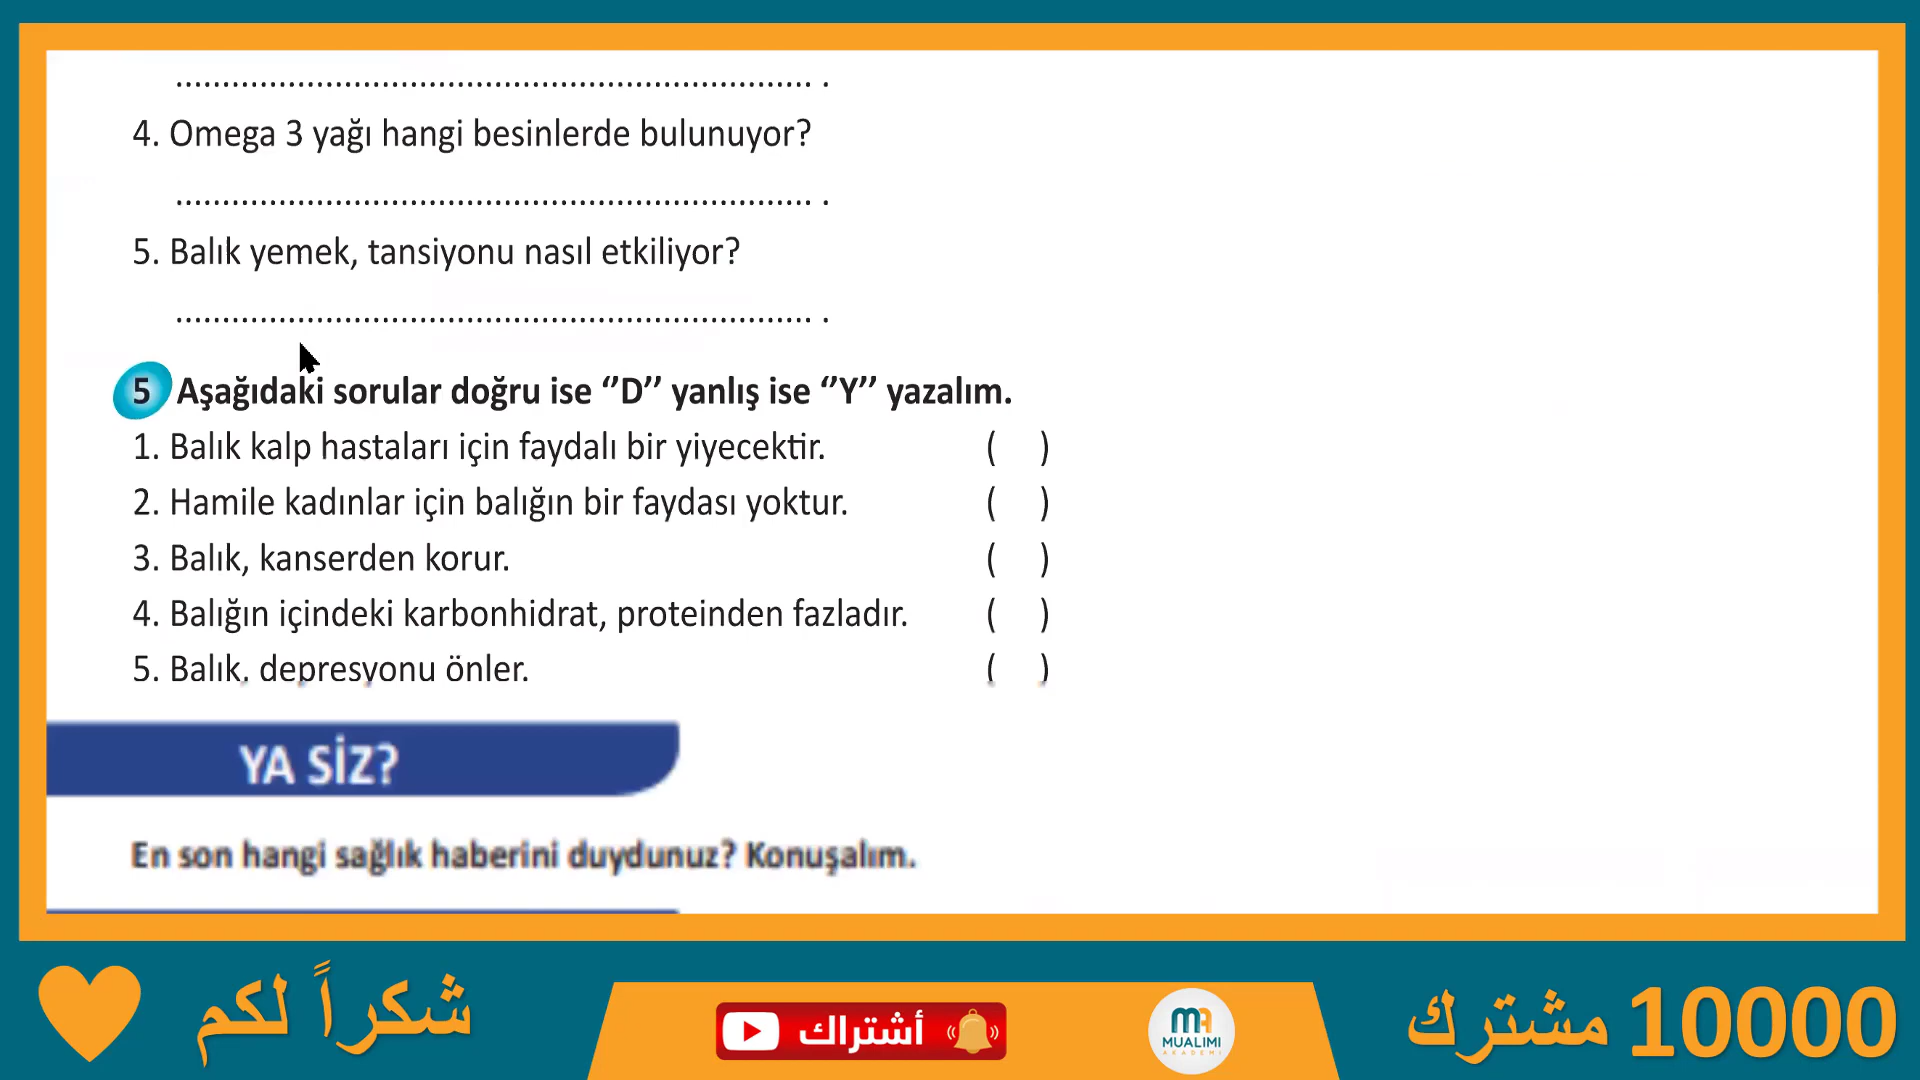 .................................................................... .
4. Omega 3 yağı hangi besinlerde bulunuyor?
.................................................................... .
5. Balık yemek, tansiyonu nasıl etkiliyor?
.................................................................... .
5 Aşağıdaki sorular doğru ise ‘’D’’ yanlış ise ‘’Y’’ yazalım.
1. Balık kalp hastaları için faydalı bir yiyecektir. ( )
2. Hamile kadınlar için balığın bir faydası yoktur. ( )
3. Balık, kanserden korur. ( )
4. Balığın içindeki karbonhidrat, proteinden fazladır. ( )
5. Balık, depresyonu önler. ( )
YA SİZ?
En son hangi sağlık haberini duydunuz? Konuşalım.
شكراً لكم
أشتراك
MUALIMI
AKADEMI
10000 مشترك